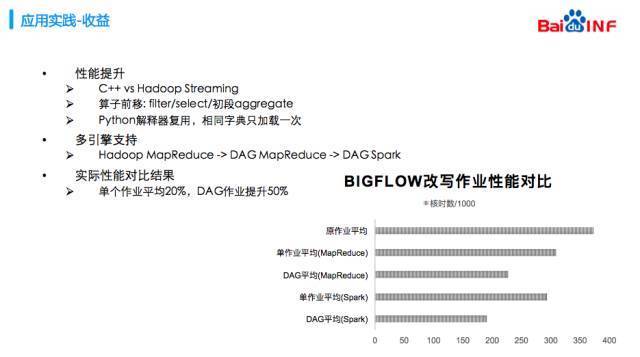 应用实践-收益
Bai du INF
• 性能提升
➢ C++ vs Hadoop Streaming
➢ 算子前移: filter/select/初段aggregate
➢ Python解释器复用，相同字典只加载一次
• 多引擎支持
➢ Hadoop MapReduce -> DAG MapReduce -> DAG Spark
• 实际性能对比结果
➢ 单个作业平均20%，DAG作业提升50%
BIGFLOW改写作业性能对比
*核时数/1000
原作业平均
单作业平均(MapReduce)
DAG平均(MapReduce)
单作业平均(Spark)
DAG平均(Spark)
0 50 100 150 200 250 300 350 400